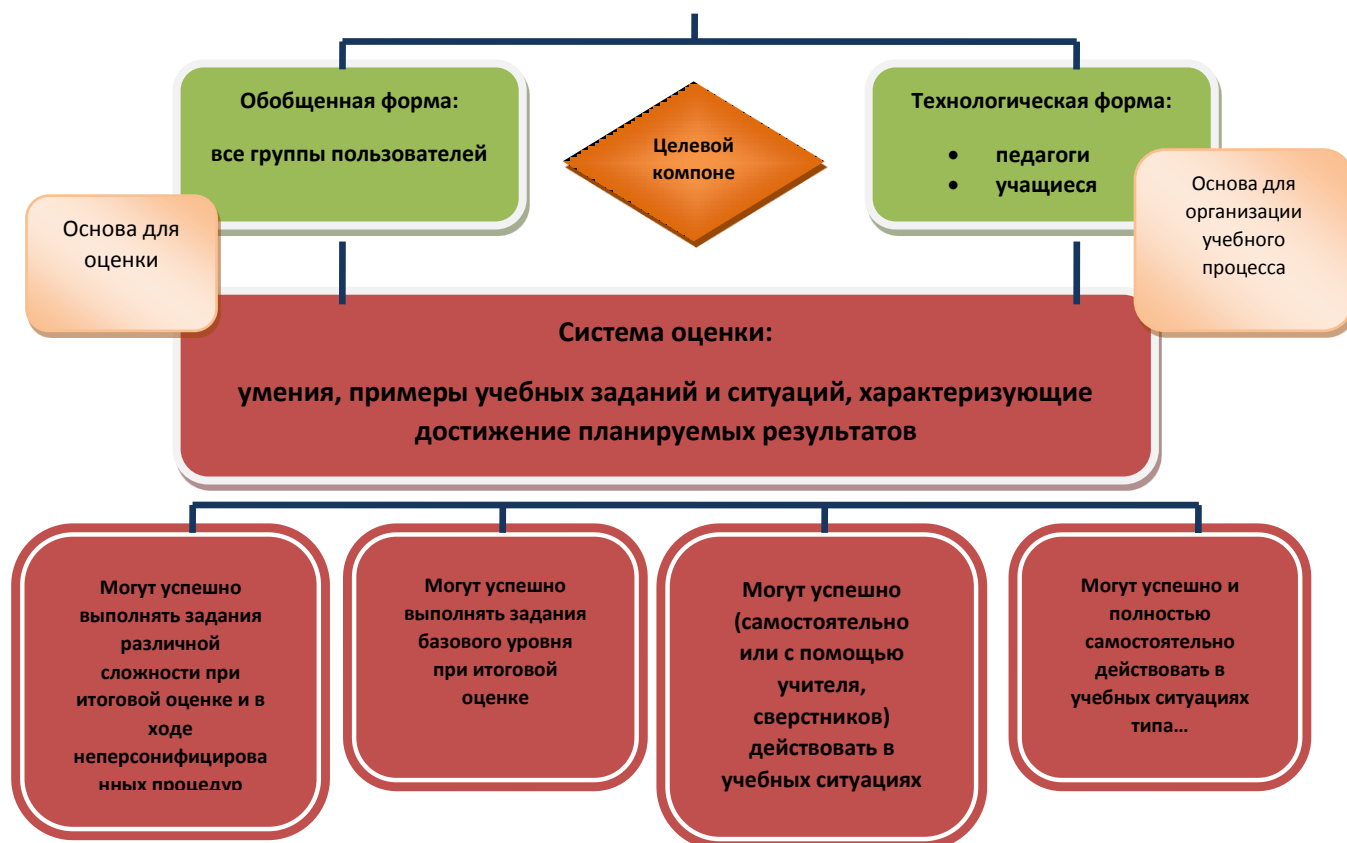 Обобщенная форма:
все группы пользователей
Целевой
компоне
Технологическая форма:
• педагоги
• учащиеся
Основа для
оценки
Основа для
организации
учебного
процесса
Система оценки:
умения, примеры учебных заданий и ситуаций, характеризующие
достижение планируемых результатов
Могут успешно
выполнять задания
различной
сложности при
итоговой оценке и в
ходе
неперсонифицирова
нных процедур
Могут успешно
выполнять задания
базового уровня
при итоговой
оценке
Могут успешно
(самостоятельно
или с помощью
учителя,
сверстников)
действовать в
учебных ситуациях
Могут успешно и
полностью
самостоятельно
действовать в
учебных ситуациях
типа…